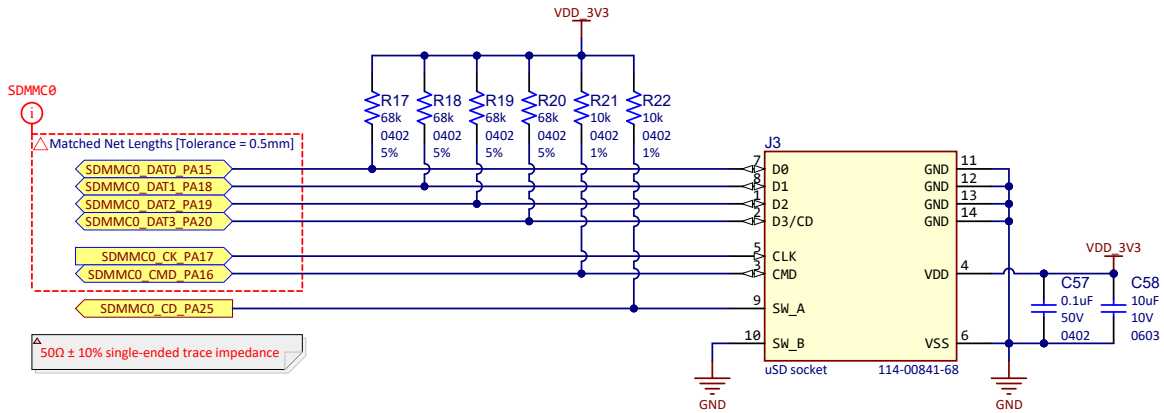 VDD_3V3
SDMMC0
i
R17 R18 R19 R20 R21 R22
68k 68k 68k 68k 10k 10k
0402 0402 0402 0402 0402 0402
5% 5% 5% 5% 1% 1%
Matched Net Lengths [Tolerance = 0.5mm]
J3
SDMMC0_DAT0_PA15 7 D0 GND 11
SDMMC0_DAT1_PA18 8 D1 GND 12
SDMMC0_DAT2_PA19 1 D2 GND 13
SDMMC0_DAT3_PA20 2 D3/CD GND 14
SDMMC0_CK_PA17 5 CLK
VDD_3V3
SDMMC0_CMD_PA16 3 CMD VDD 4
C57 C58
0.1uF 10uF
50V 10V
0402 0603
SDMMC0_CD_PA25 9 SW_A
10 SW_B VSS 6
50Ω ± 10% single-ended trace impedance
uSD socket 114-00841-68
GND GND